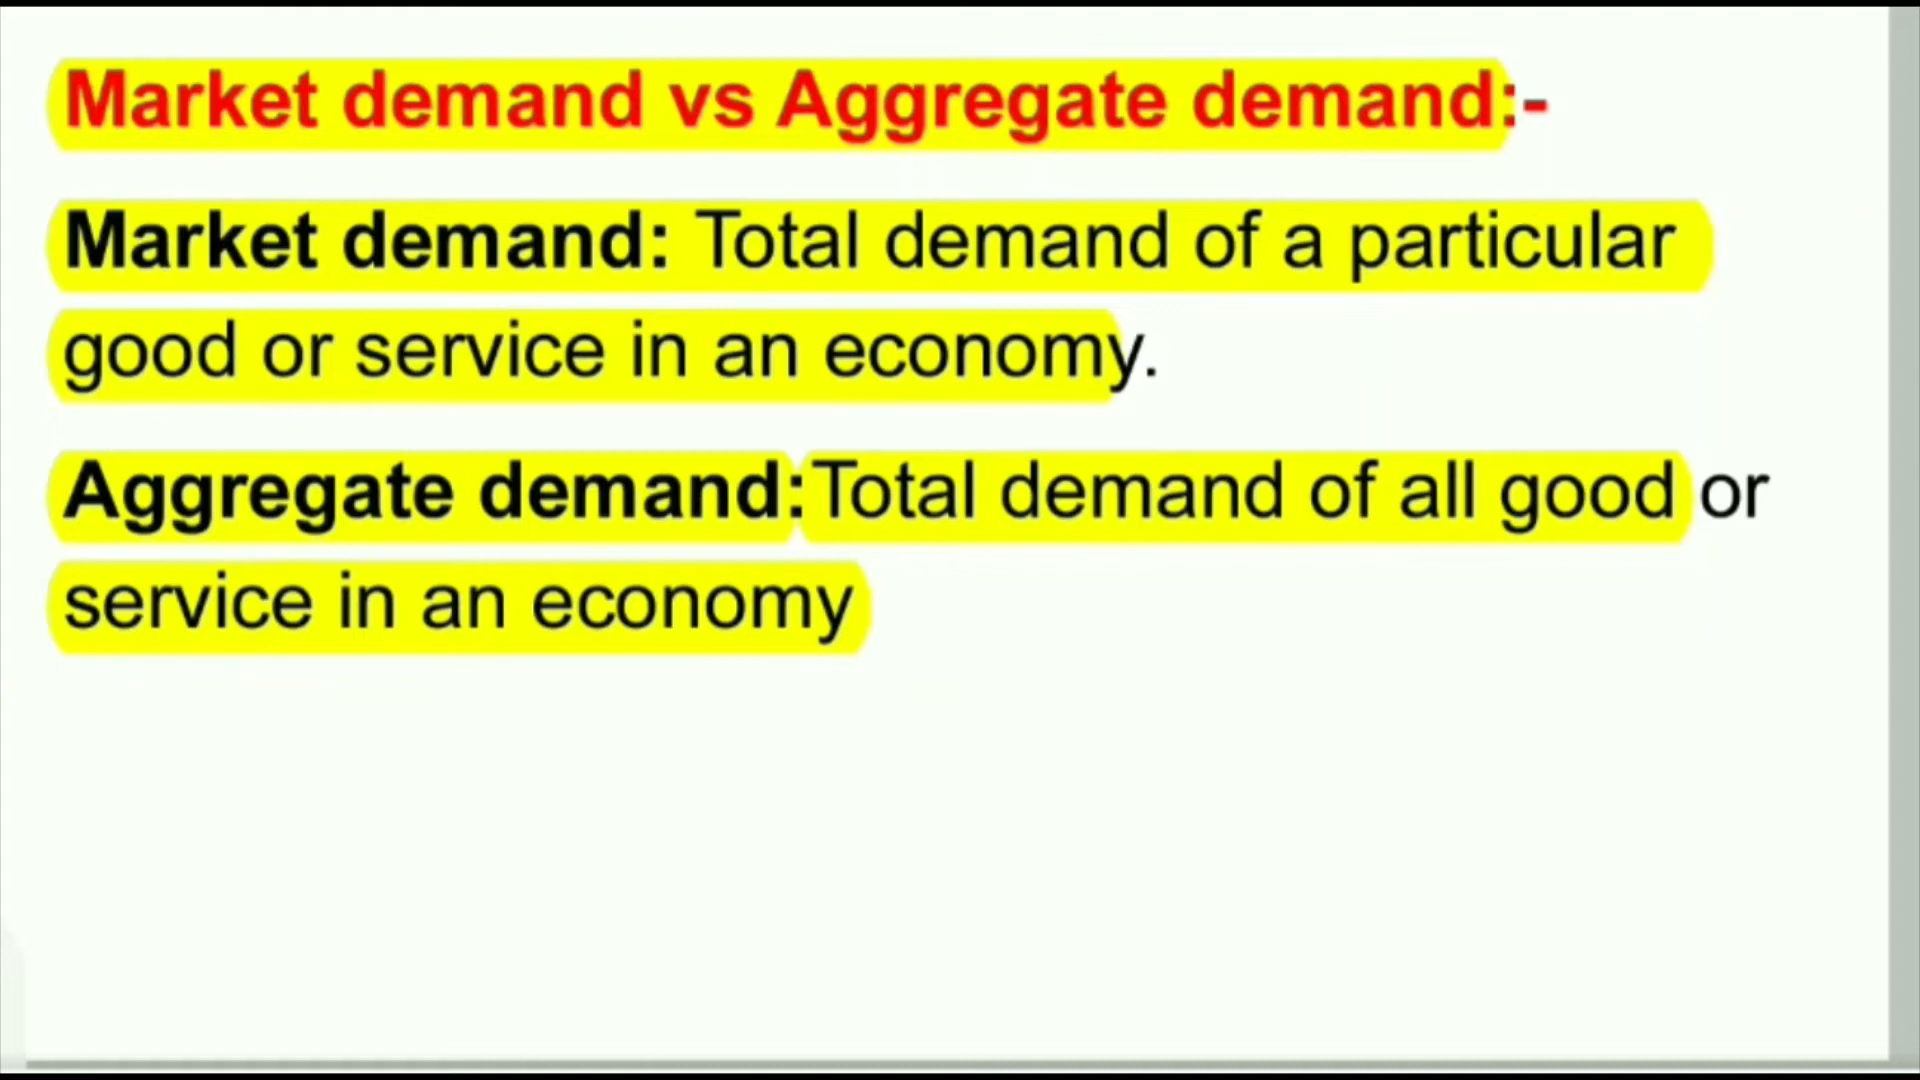 Market demand vs Aggregate demand:-
Market demand: Total demand of a particular
good or service in an economy.
Aggregate demand:Total demand of all good or
service in an economy